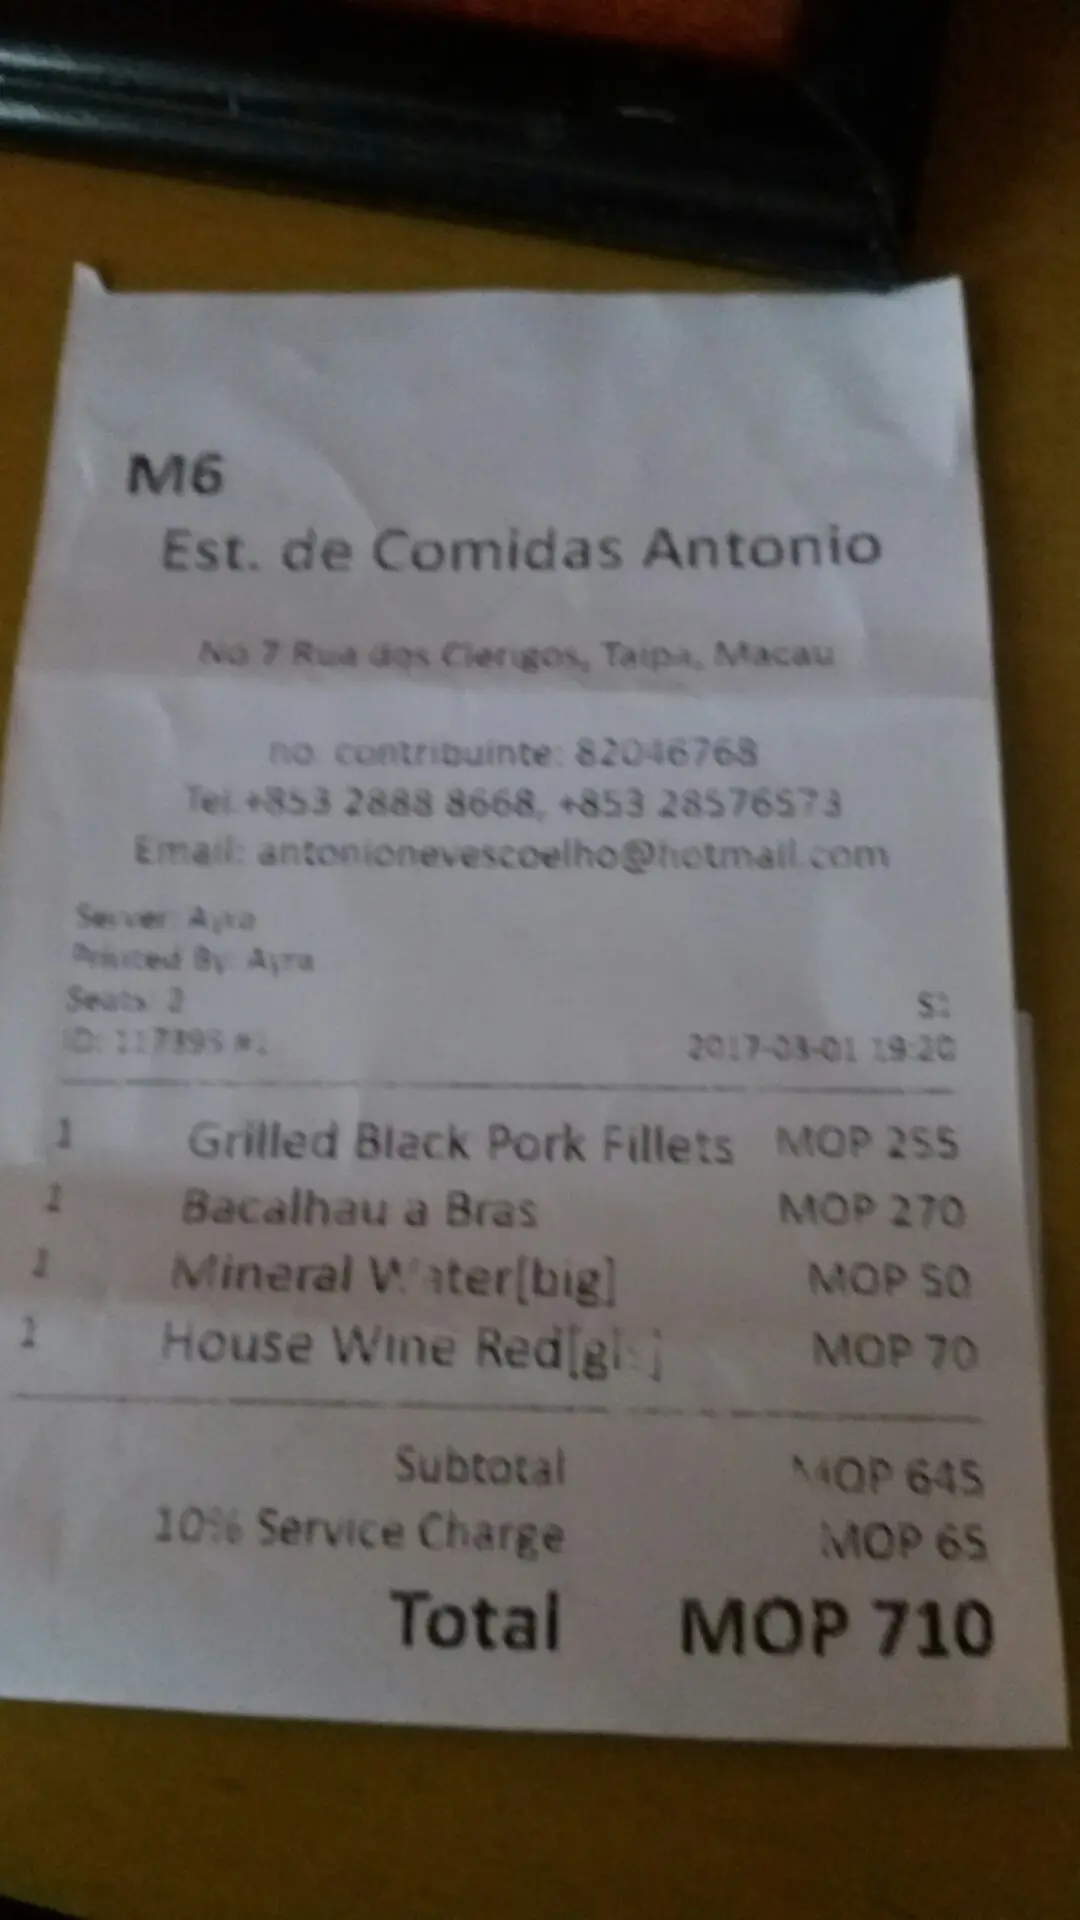 M6
Est. de Comidas Antonio
No 7 Rua dos Clerigos, Taipa, Macau
no. contribuinte: 82046768
Tel +853 2888 8668, +853 28576573
Email: antonionevescoelho@hotmail.com
Server: Ayra
Printed By: Ayra
Seats: 2
ID: 117395
2017-03-01 19:20
1 Grilled Black Pork Fillets MOP 255
1 Bacalhau a Bras MOP 270
1 Mineral Water[big] MOP 50
1 House Wine Red MOP 70
Subtotal MOP 645
10% Service Charge MOP 65
Total MOP 710